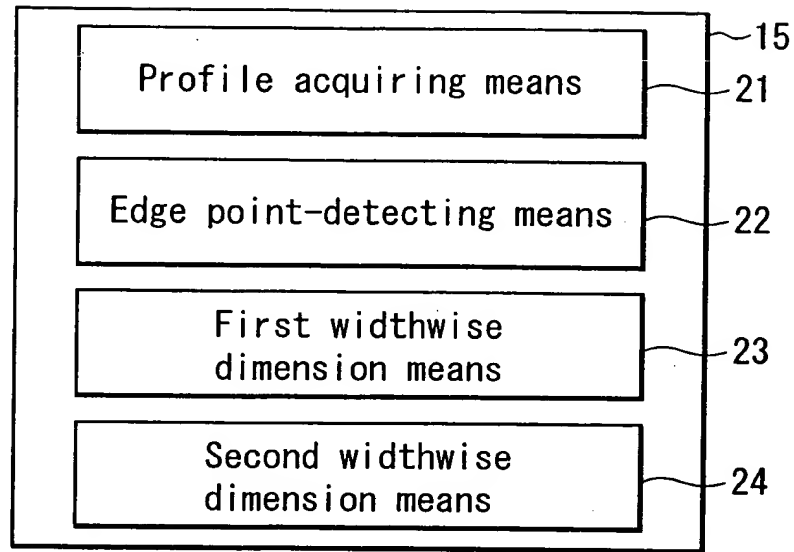 15
Profile acquiring means
21
Edge point-detecting means
22
First widthwise
dimension means
23
Second widthwise
dimension means
24